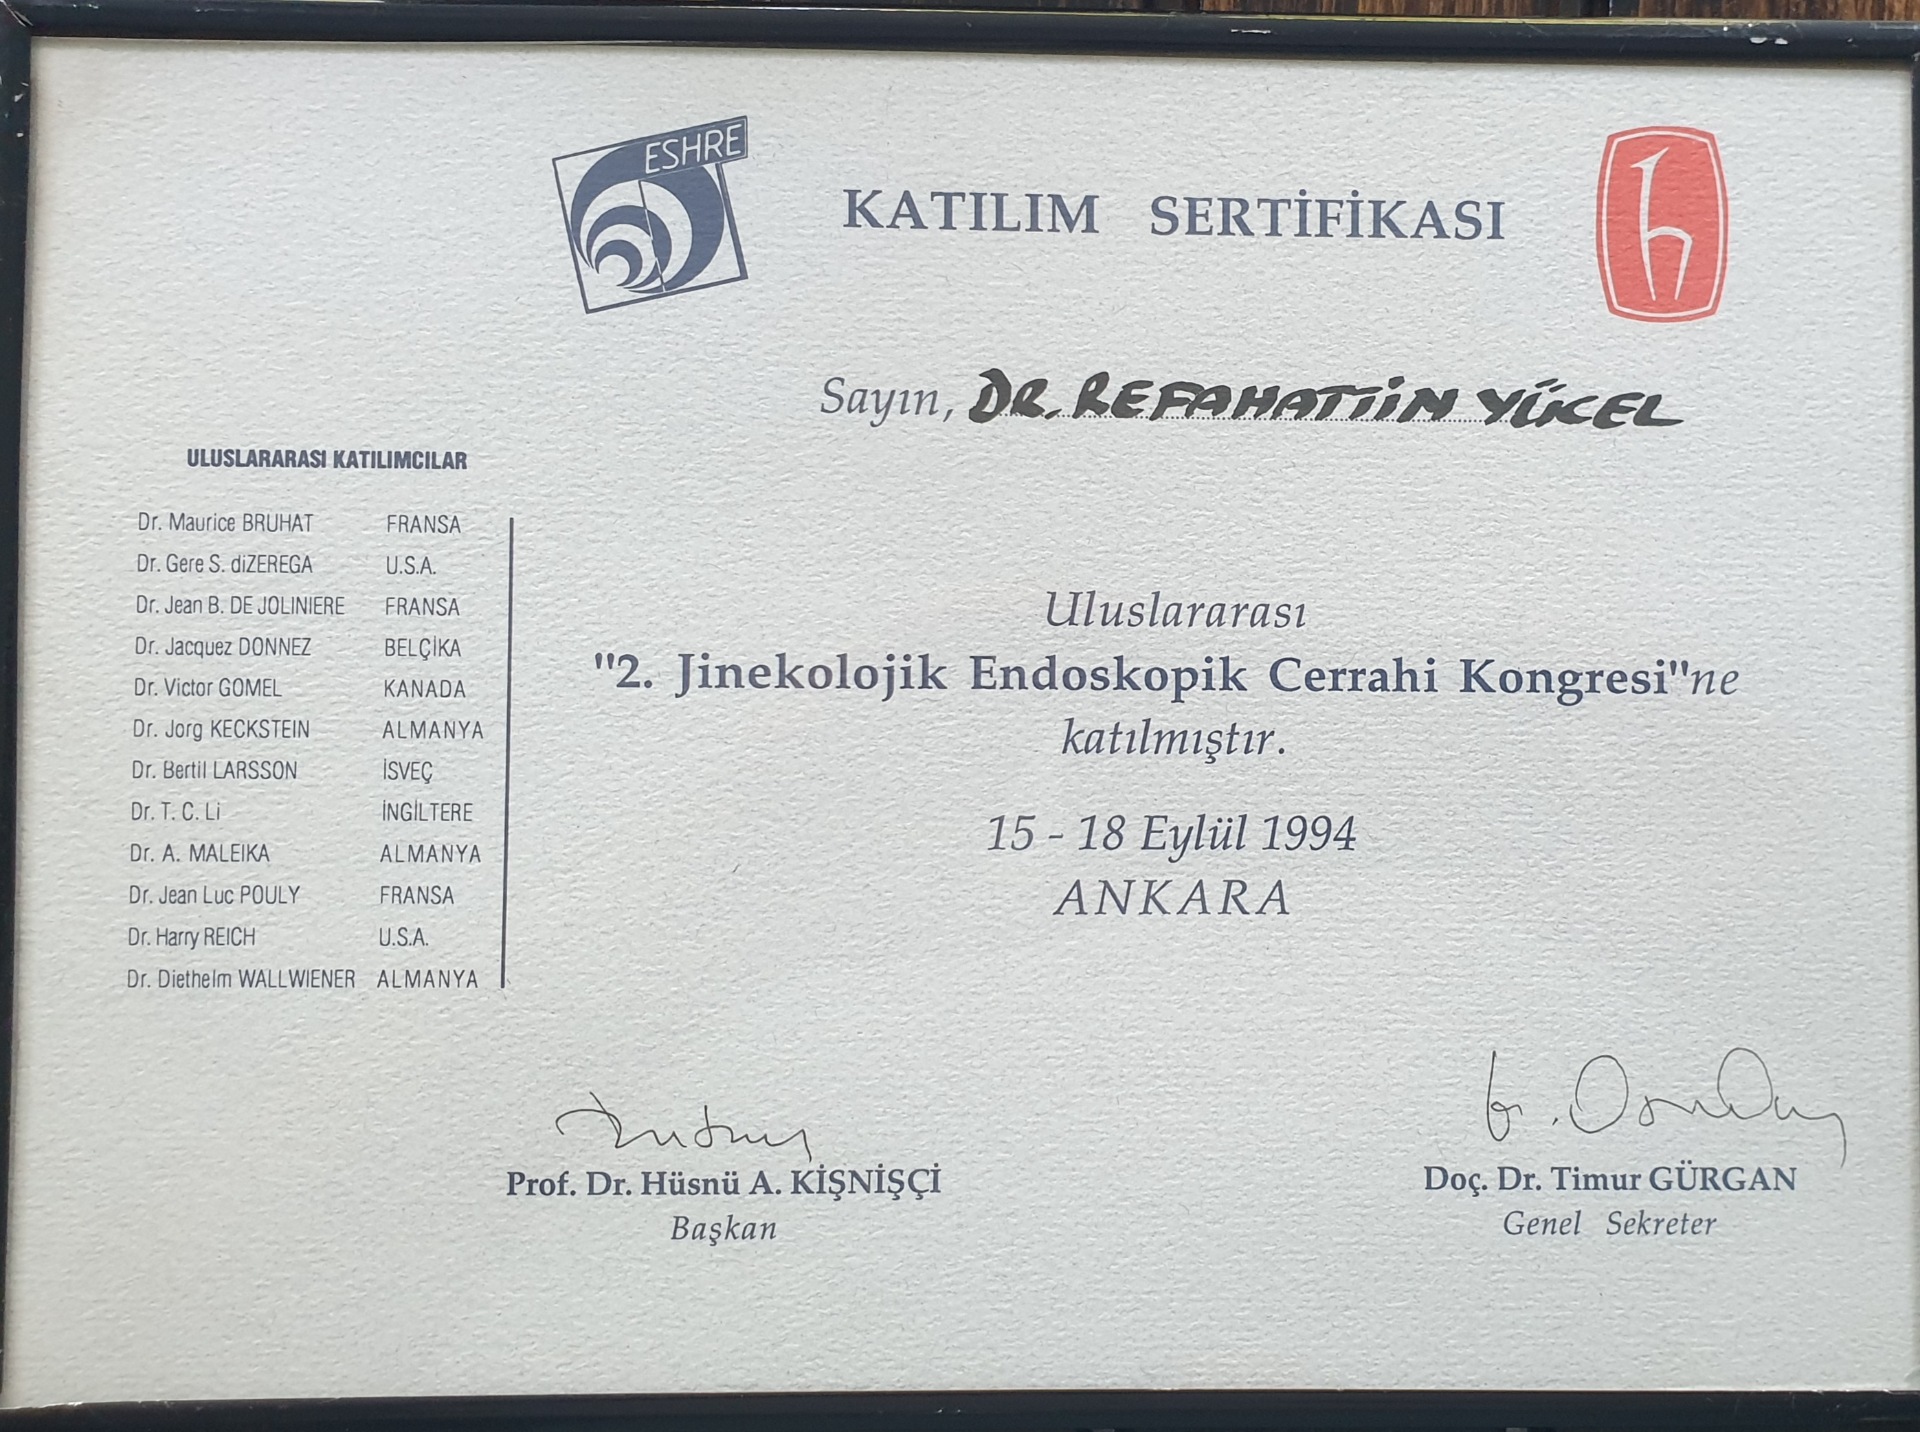 ESHRE
KATILIM SERTİFİKASI
Sayın, DR. REFAHATTİN YÜCEL
ULUSLARARASI KATILIMCILAR
Dr. Maurice BRUHAT FRANSA
Dr. Gere S. diZEREGA U.S.A.
Dr. Jean B. DE JOLINIERE FRANSA
Dr. Jacquez DONNEZ BELÇİKA
Dr. Victor GOMEL KANADA
Dr. Jorg KECKSTEIN ALMANYA
Dr. Bertil LARSSON İSVEÇ
Dr. T. C. Li İNGİLTERE
Dr. A. MALEIKA ALMANYA
Dr. Jean Luc POULY FRANSA
Dr. Harry REICH U.S.A.
Dr. Diethelm WALLWIENER ALMANYA
Uluslararası
"2. Jinekolojik Endoskopik Cerrahi Kongresi"ne
katılmıştır.
15 - 18 Eylül 1994
ANKARA
Prof. Dr. Hüsnü A. KİŞNİŞÇİ
Başkan
Doç. Dr. Timur GÜRGAN
Genel Sekreter